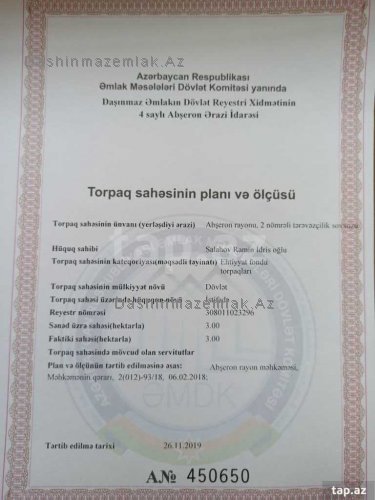 Dashinmazemlak.Az
Azərbaycan Respublikası
Əmlak Məsələləri Dövlət Komitəsi yanında
Daşınmaz Əmlakın Dövlət Reyestri Xidmətinin
4 saylı Abşeron Ərazi İdarəsi
Torpaq sahəsinin planı və ölçüsü
Torpaq sahəsinin ünvanı (yerləşdiyi ərazi) Abşeron rayonu, 2 nömrəli tərəvəzçilik sovxozu
Hüquq sahibi Salahov Ramin İdris oğlu
Torpaq sahəsinin kateqoriyası(məqsədli təyinatı) Ehtiyyat fondu
torpaqları
Torpaq sahəsinin mülkiyyət növü Dövlət
Torpaq sahəsi üzərində hüququn növü İstifadə
Dashinmazemlak.Az
Reyestr nömrəsi 308011023296
Sənəd üzrə sahəsi(hektarla) 3.00
Faktiki sahəsi(hektarla) 3.00
Torpaq sahəsində mövcud olan servitutlar
Plan və ölçünün tərtib edilməsinə əsas: Abşeron rayon məhkəməsi,
Məhkəmənin qərarı, 2(012)-93/18, 06.02.2018;
ƏMDK
Tərtib edilmə tarixi 26.11.2019
A№ 450650
tap.az